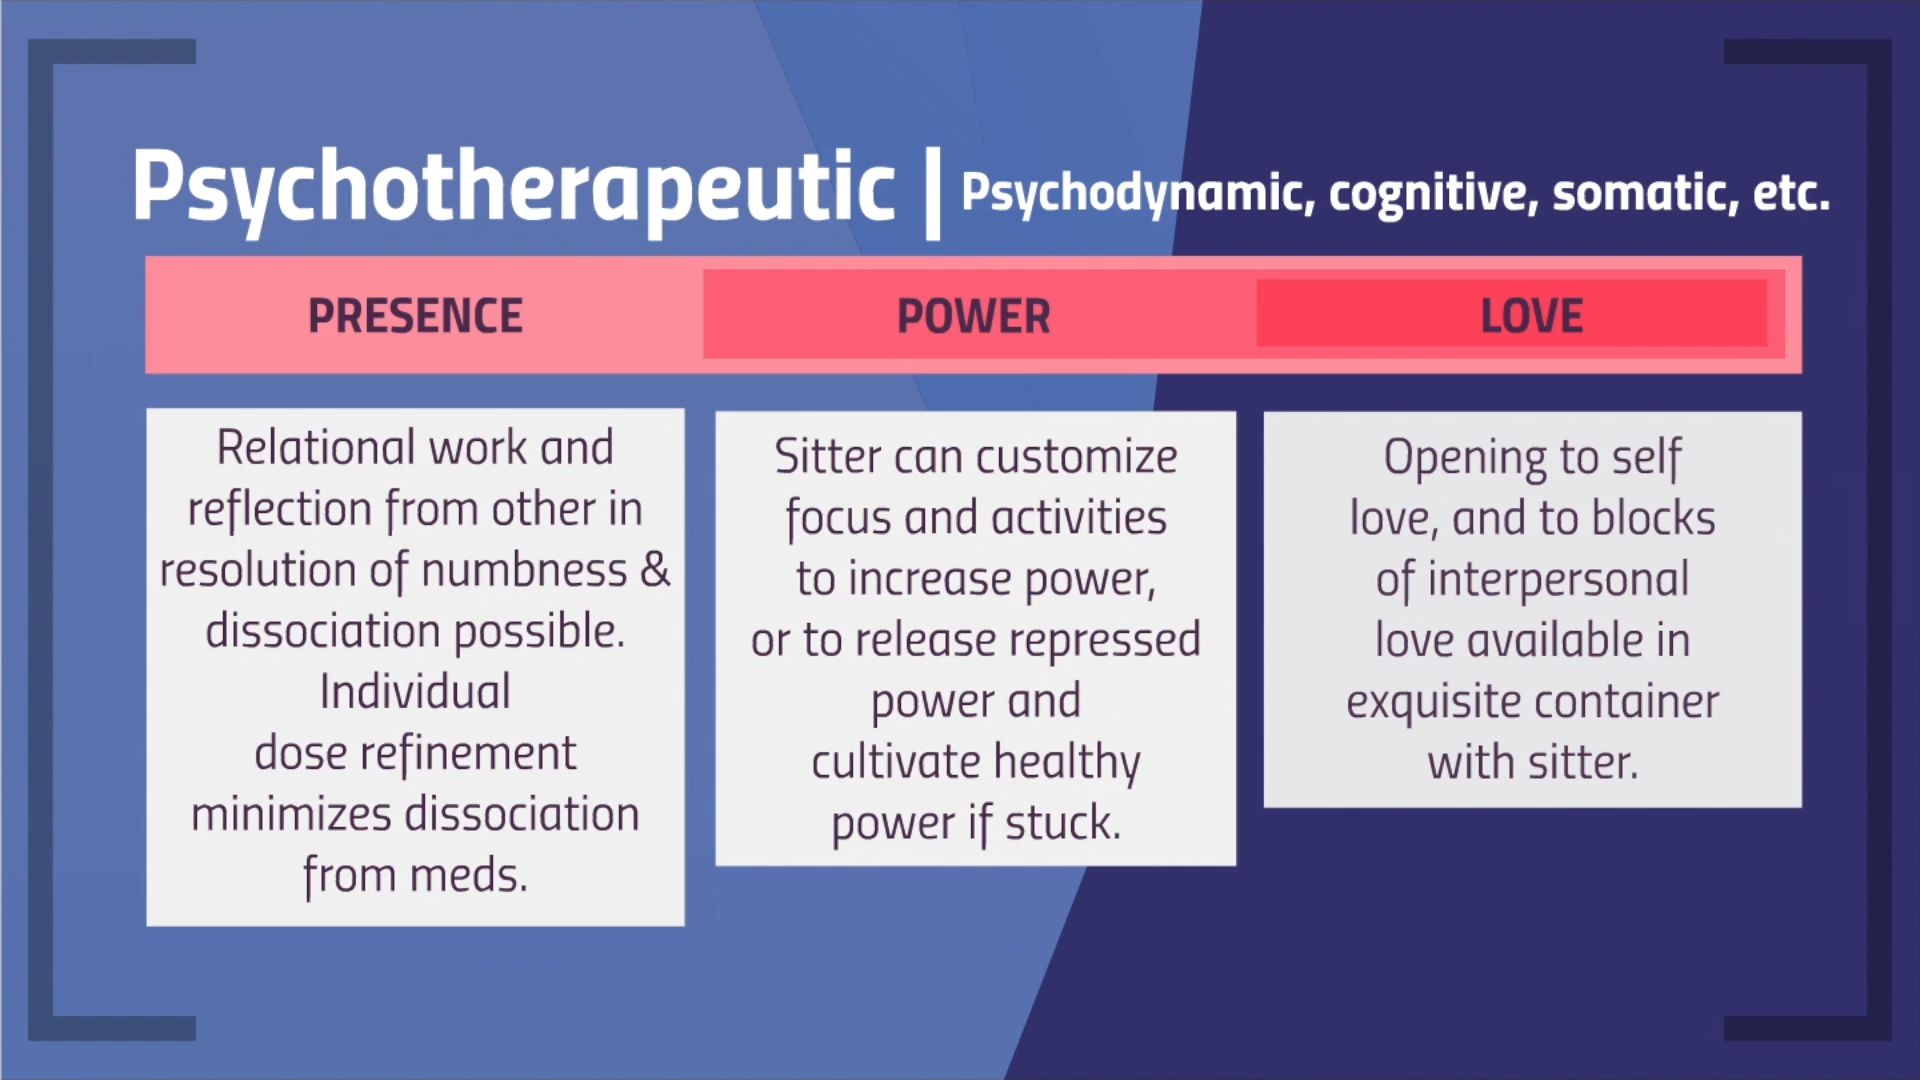 Psychotherapeutic | Psychodynamic, cognitive, somatic, etc.
PRESENCE
POWER
LOVE
Relational work and
reflection from other in
resolution of numbness &
dissociation possible.
Individual
dose refinement
minimizes dissociation
from meds.
Sitter can customize
focus and activities
to increase power,
or to release repressed
power and
cultivate healthy
power if stuck.
Opening to self
love, and to blocks
of interpersonal
love available in
exquisite container
with sitter.